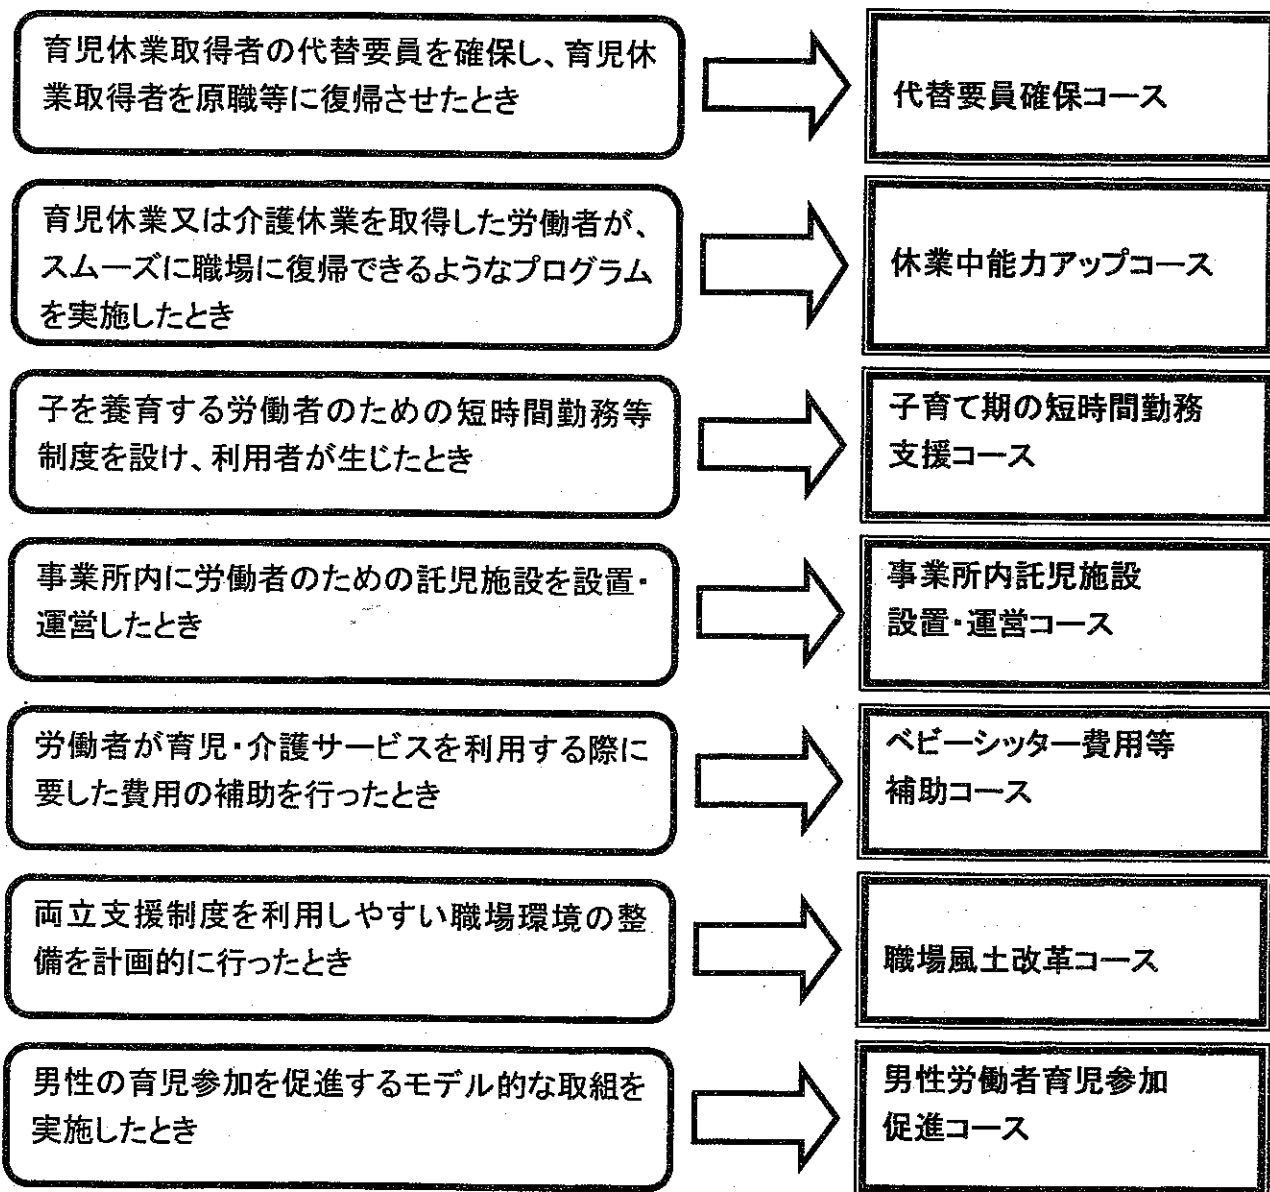 育児休業取得者の代替要員を確保し、育児休
業取得者を原職等に復帰させたとき
代替要員確保コース
育児休業又は介護休業を取得した労働者が、
スムーズに職場に復帰できるようなプログラム
を実施したとき
休業中能力アップコース
子を養育する労働者のための短時間勤務等
制度を設け、利用者が生じたとき
子育て期の短時間勤務
支援コース
事業所内に労働者のための託児施設を設置・
運営したとき
事業所内託児施設
設置・運営コース
労働者が育児・介護サービスを利用する際に
要した費用の補助を行ったとき
ベビーシッター費用等
補助コース
両立支援制度を利用しやすい職場環境の整
備を計画的に行ったとき
職場風土改革コース
男性の育児参加を促進するモデル的な取組を
実施したとき
男性労働者育児参加
促進コース